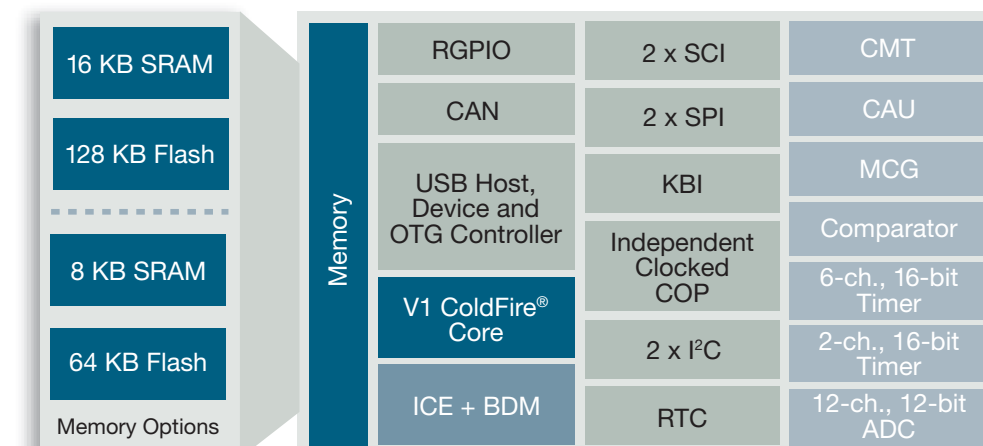 16 KB SRAM
128 KB Flash
8 KB SRAM
64 KB Flash
Memory Options
Memory
RGPIO
CAN
USB Host,
Device and
OTG Controller
V1 ColdFire®
Core
ICE + BDM
2 x SCI
2 x SPI
KBI
Independent
Clocked
COP
2 x I²C
RTC
CMT
CAU
MCG
Comparator
6-ch., 16-bit
Timer
2-ch., 16-bit
Timer
12-ch., 12-bit
ADC